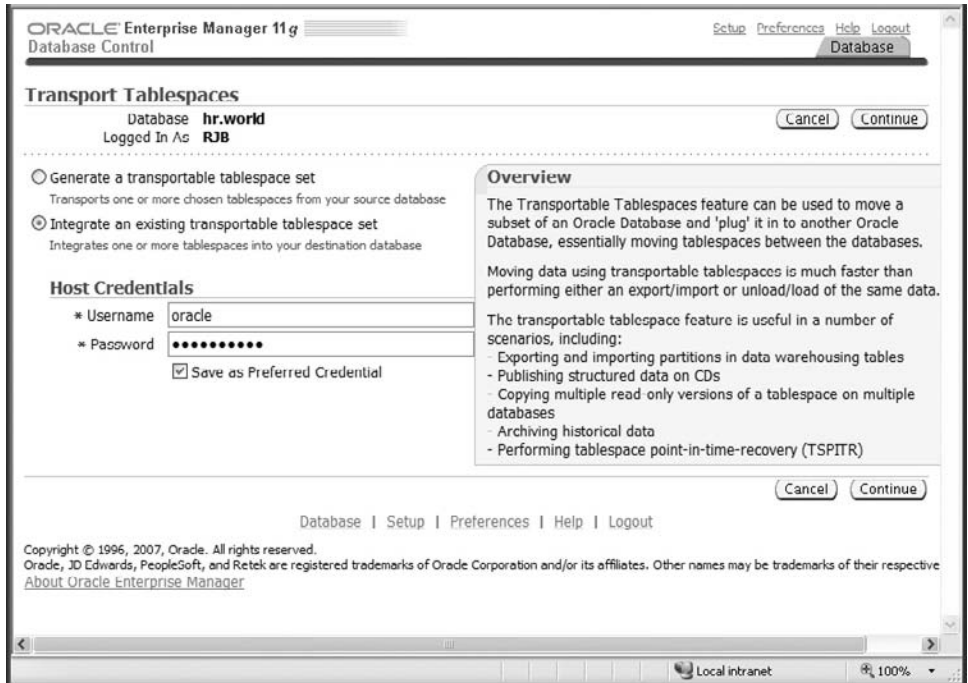 ORACLE Enterprise Manager 11g
Database Control
Setup Preferences Help Logout
Database
Transport Tablespaces
Database hr.world
Logged In As RJB
Cancel Continue
Generate a transportable tablespace set
Transports one or more chosen tablespaces from your source database
Integrate an existing transportable tablespace set
Integrates one or more tablespaces into your destination database
Host Credentials
* Username oracle
* Password ••••••••••
Save as Preferred Credential
Overview
The Transportable Tablespaces feature can be used to move a
subset of an Oracle Database and 'plug' it in to another Oracle
Database, essentially moving tablespaces between the databases.
Moving data using transportable tablespaces is much faster than
performing either an export/import or unload/load of the same data.
The transportable tablespace feature is useful in a number of
scenarios, including:
- Exporting and importing partitions in data warehousing tables
- Publishing structured data on CDs
- Copying multiple read-only versions of a tablespace on multiple
databases
- Archiving historical data
- Performing tablespace point-in-time-recovery (TSPITR)
Cancel Continue
Database | Setup | Preferences | Help | Logout
Copyright © 1996, 2007, Oracle. All rights reserved.
Oracle, JD Edwards, PeopleSoft, and Retek are registered trademarks of Oracle Corporation and/or its affiliates. Other names may be trademarks of their respective
About Oracle Enterprise Manager
Local intranet
100%